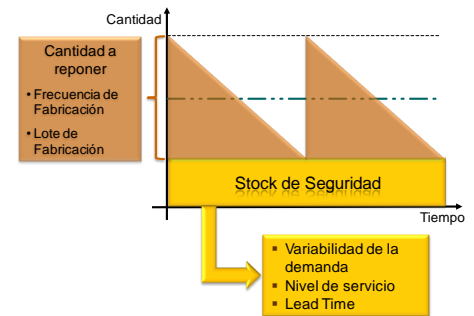 Cantidad
Cantidad a
reponer
• Frecuencia de
Fabricación
• Lote de
Fabricación
Stock de Seguridad
Tiempo
▪ Variabilidad de la
demanda
▪ Nivel de servicio
▪ Lead Time